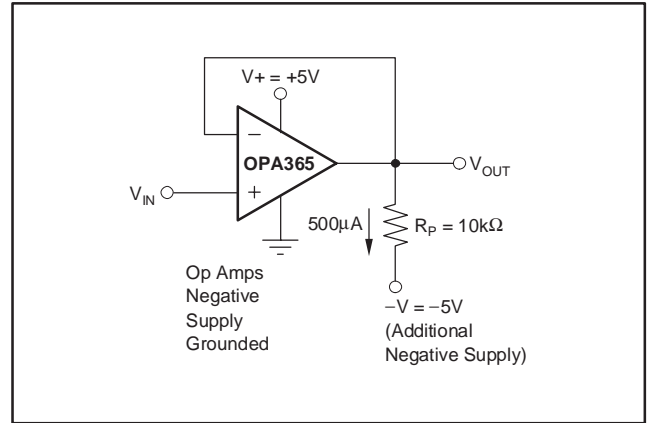 V+ = +5V
−
OPA365
+
V_IN
V_OUT
500μA
R_P = 10kΩ
Op Amps
Negative
Supply
Grounded
−V = −5V
(Additional
Negative Supply)